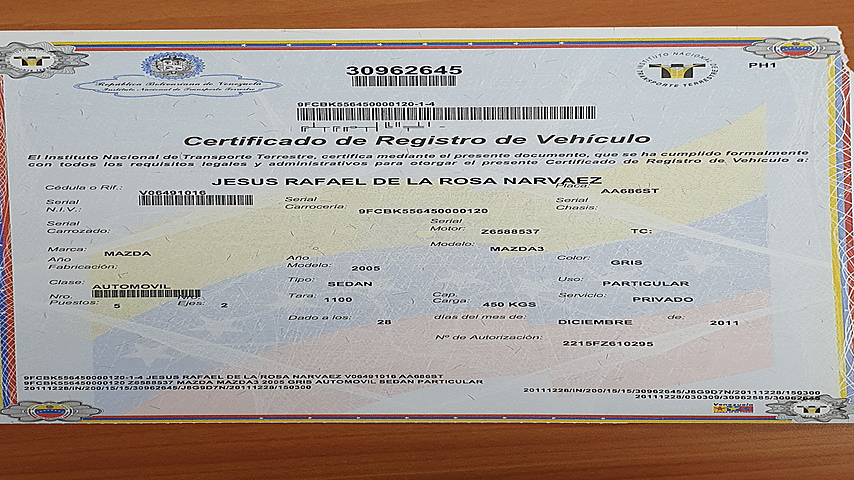 República Bolivariana de Venezuela
Instituto Nacional de Transporte Terrestre
30962645
INSTITUTO NACIONAL DE TRANSPORTE TERRESTRE
PH1
9FCBK556450000120-1-4
Certificado de Registro de Vehículo
El Instituto Nacional de Transporte Terrestre, certifica mediante el presente documento, que se ha cumplido formalmente
con todos los requisitos legales y administrativos para otorgar el presente Certificado de Registro de Vehículo a:
Cédula o Rif.: V06491016 JESUS RAFAEL DE LA ROSA NARVAEZ Placa: AA686ST
Serial N.I.V.: Serial Carrocería: 9FCBK556450000120 Serial Chasis:
Serial Carrozado: Serial Motor: Z6588537 TC:
Marca: MAZDA Modelo: MAZDA3
Año Fabricación: Año Modelo: 2005 Color: GRIS
Clase: AUTOMOVIL Tipo: SEDAN Uso: PARTICULAR
Nro. Puestos: 5 Ejes: 2 Tara: 1100 Cap. Carga: 450 KGS Servicio: PRIVADO
Dado a los: 28 días del mes de: DICIEMBRE de: 2011
Nº de Autorización: 2215FZ610295
9FCBK556450000120-1-4 JESUS RAFAEL DE LA ROSA NARVAEZ V06491016 AA686ST
9FCBK556450000120 Z6588537 MAZDA MAZDA3 2005 GRIS AUTOMOVIL SEDAN PARTICULAR
20111228/IN/200/15/15/30962645/J8G9D7N/20111228/150300
20111228/IN/200/15/15/30962645/J8G9D7N/20111228/150300
20111228/030309/30962585/30962645
Venezuela